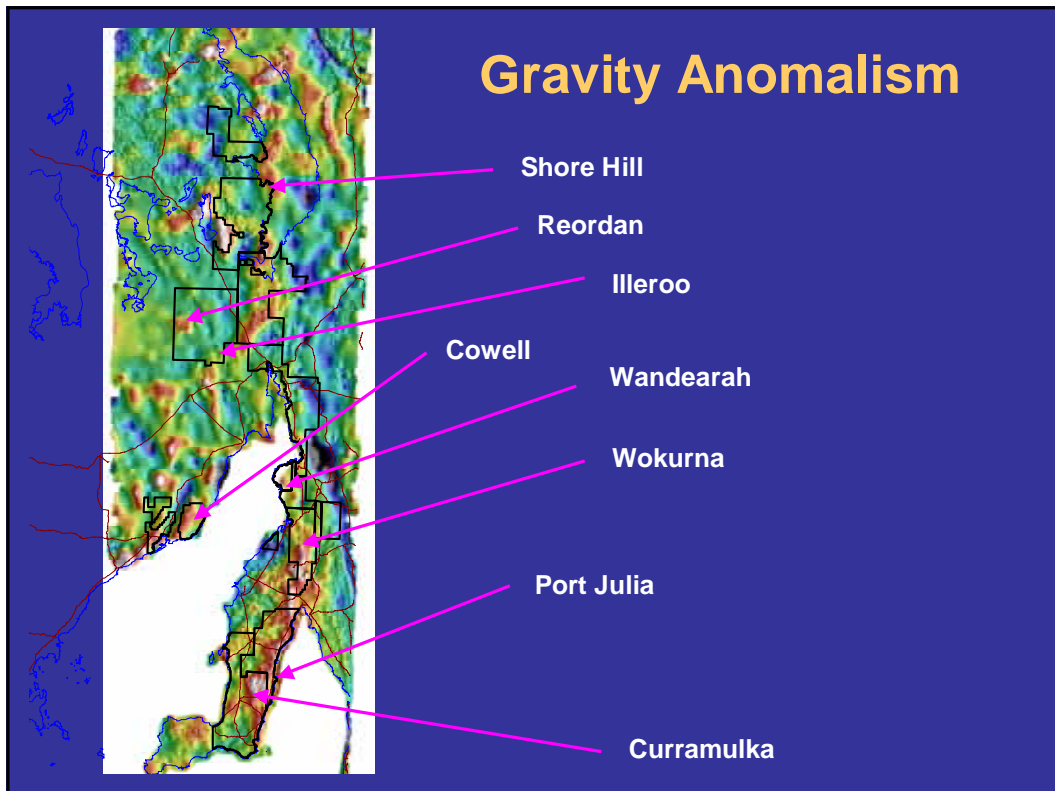 Gravity Anomalism
Shore Hill
Reordan
Illeroo
Cowell
Wandearah
Wokurna
Port Julia
Curramulka